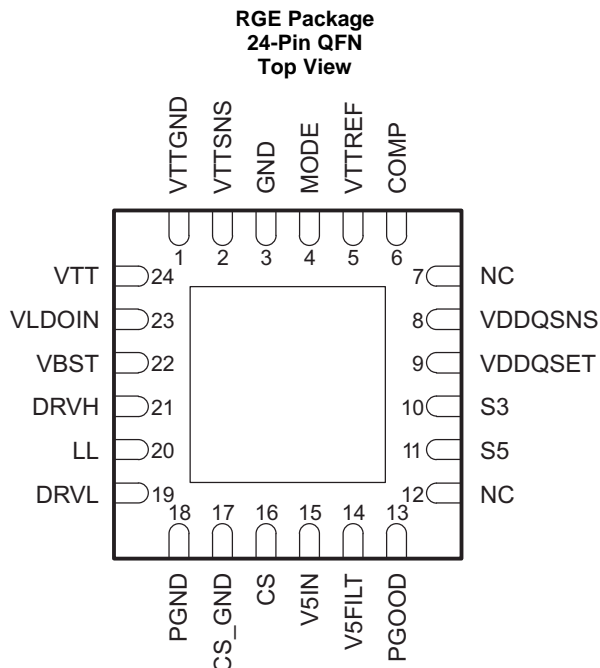 RGE Package
24-Pin QFN
Top View
VTTGND
VTTSNS
GND
MODE
VTTREF
COMP
1
2
3
4
5
6
VTT 24
7 NC
VLDOIN 23
8 VDDQSNS
VBST 22
9 VDDQSET
DRVH 21
10 S3
LL 20
11 S5
DRVL 19
12 NC
18
17
16
15
14
13
PGND
CS_GND
CS
V5IN
V5FILT
PGOOD